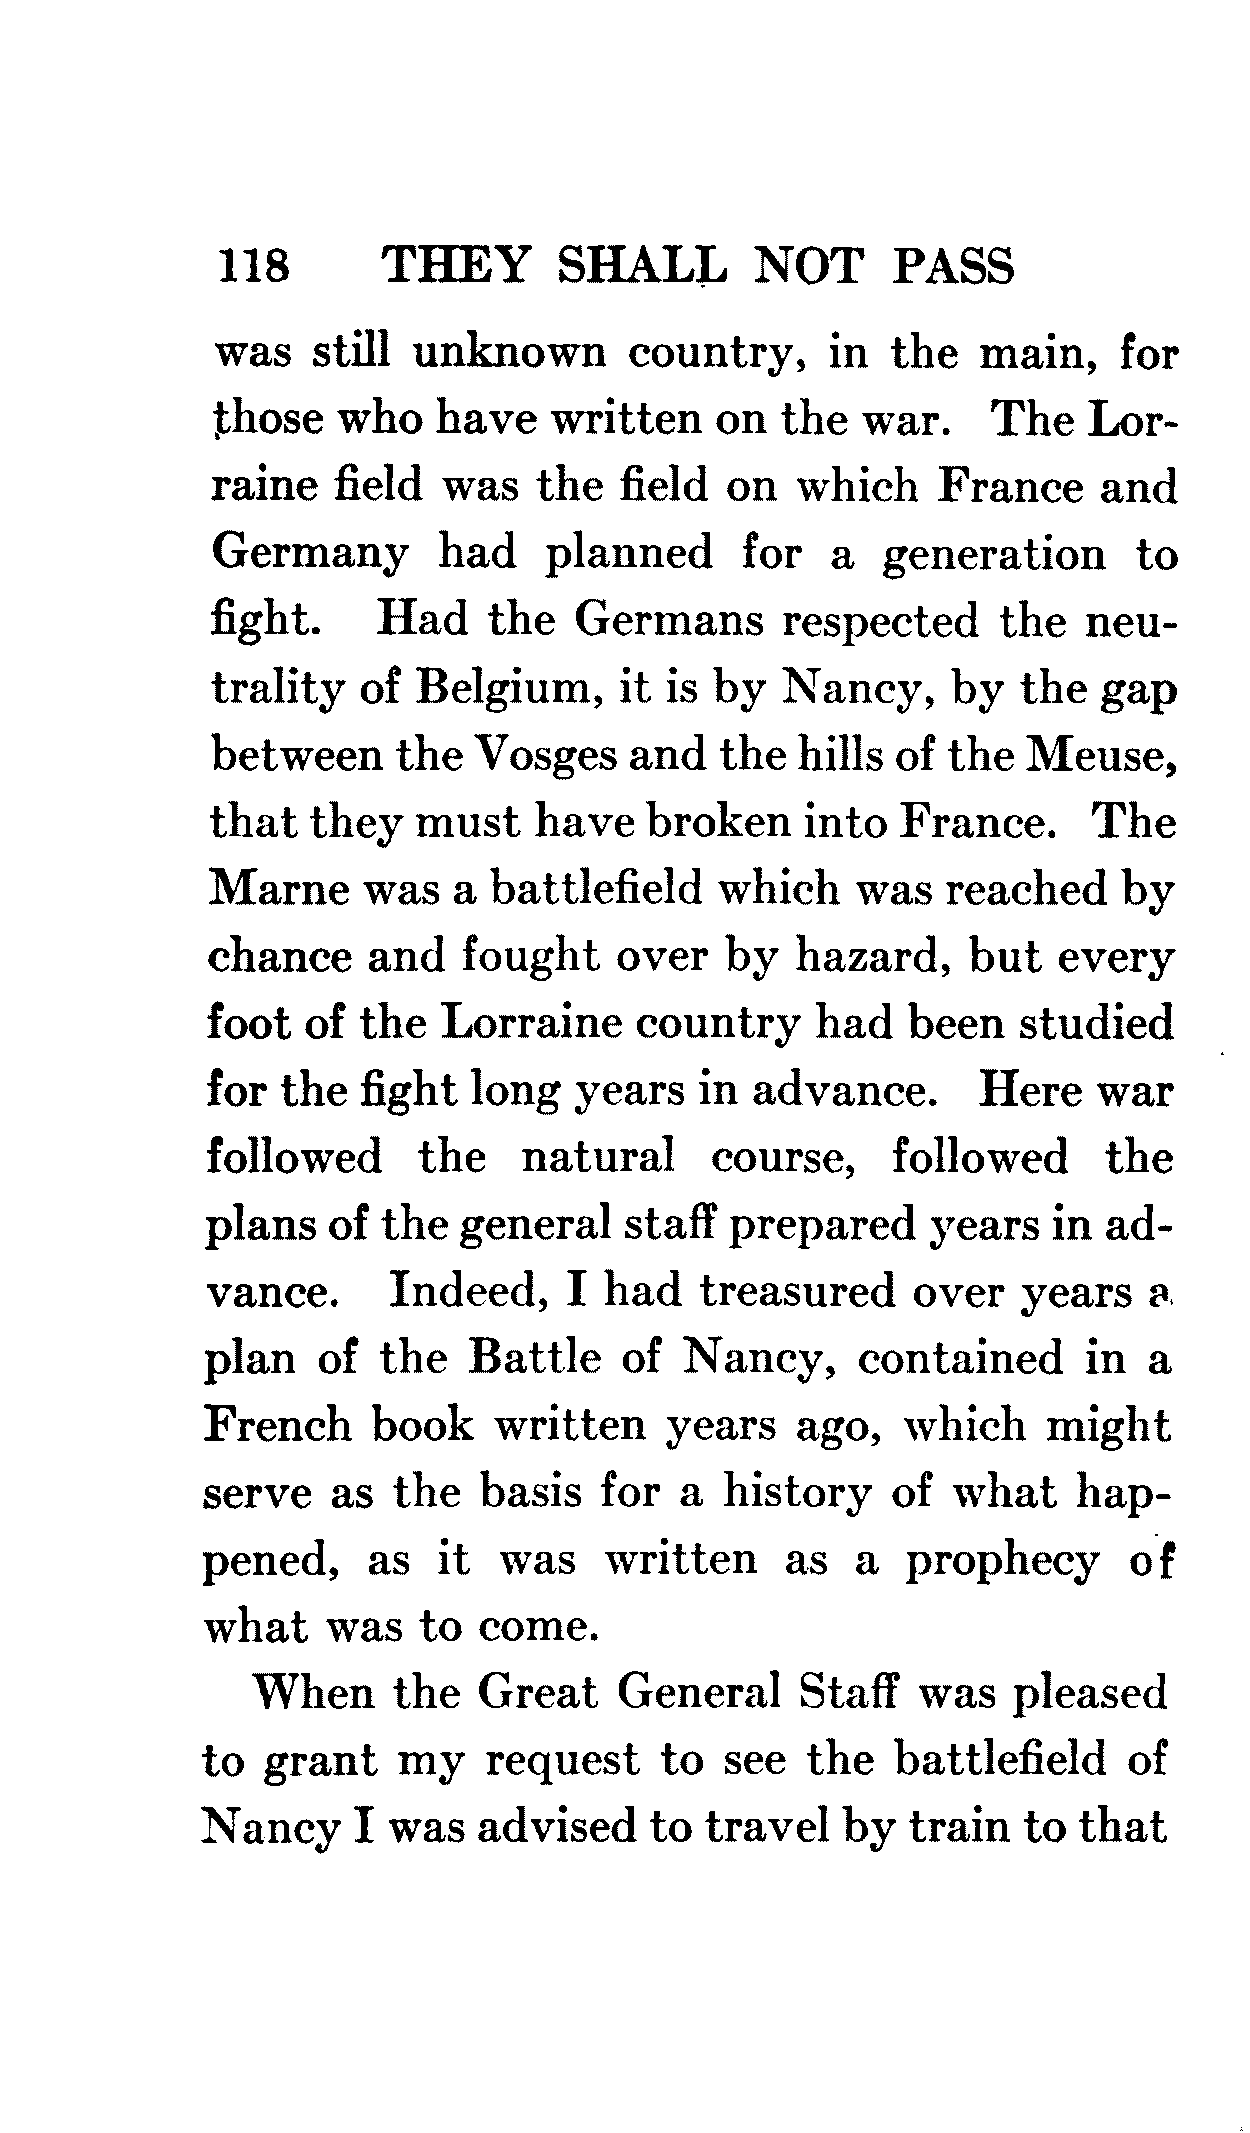 118 THEY SHALL NOT PASS
was still unknown country, in the main, for
those who have written on the war. The Lor-
raine field was the field on which France and
Germany had planned for a generation to
fight. Had the Germans respected the neu-
trality of Belgium, it is by Nancy, by the gap
between the Vosges and the hills of the Meuse,
that they must have broken into France. The
Marne was a battlefield which was reached by
chance and fought over by hazard, but every
foot of the Lorraine country had been studied
for the fight long years in advance. Here war
followed the natural course, followed the
plans of the general staff prepared years in ad-
vance. Indeed, I had treasured over years a
plan of the Battle of Nancy, contained in a
French book written years ago, which might
serve as the basis for a history of what hap-
pened, as it was written as a prophecy of
what was to come.
When the Great General Staff was pleased
to grant my request to see the battlefield of
Nancy I was advised to travel by train to that